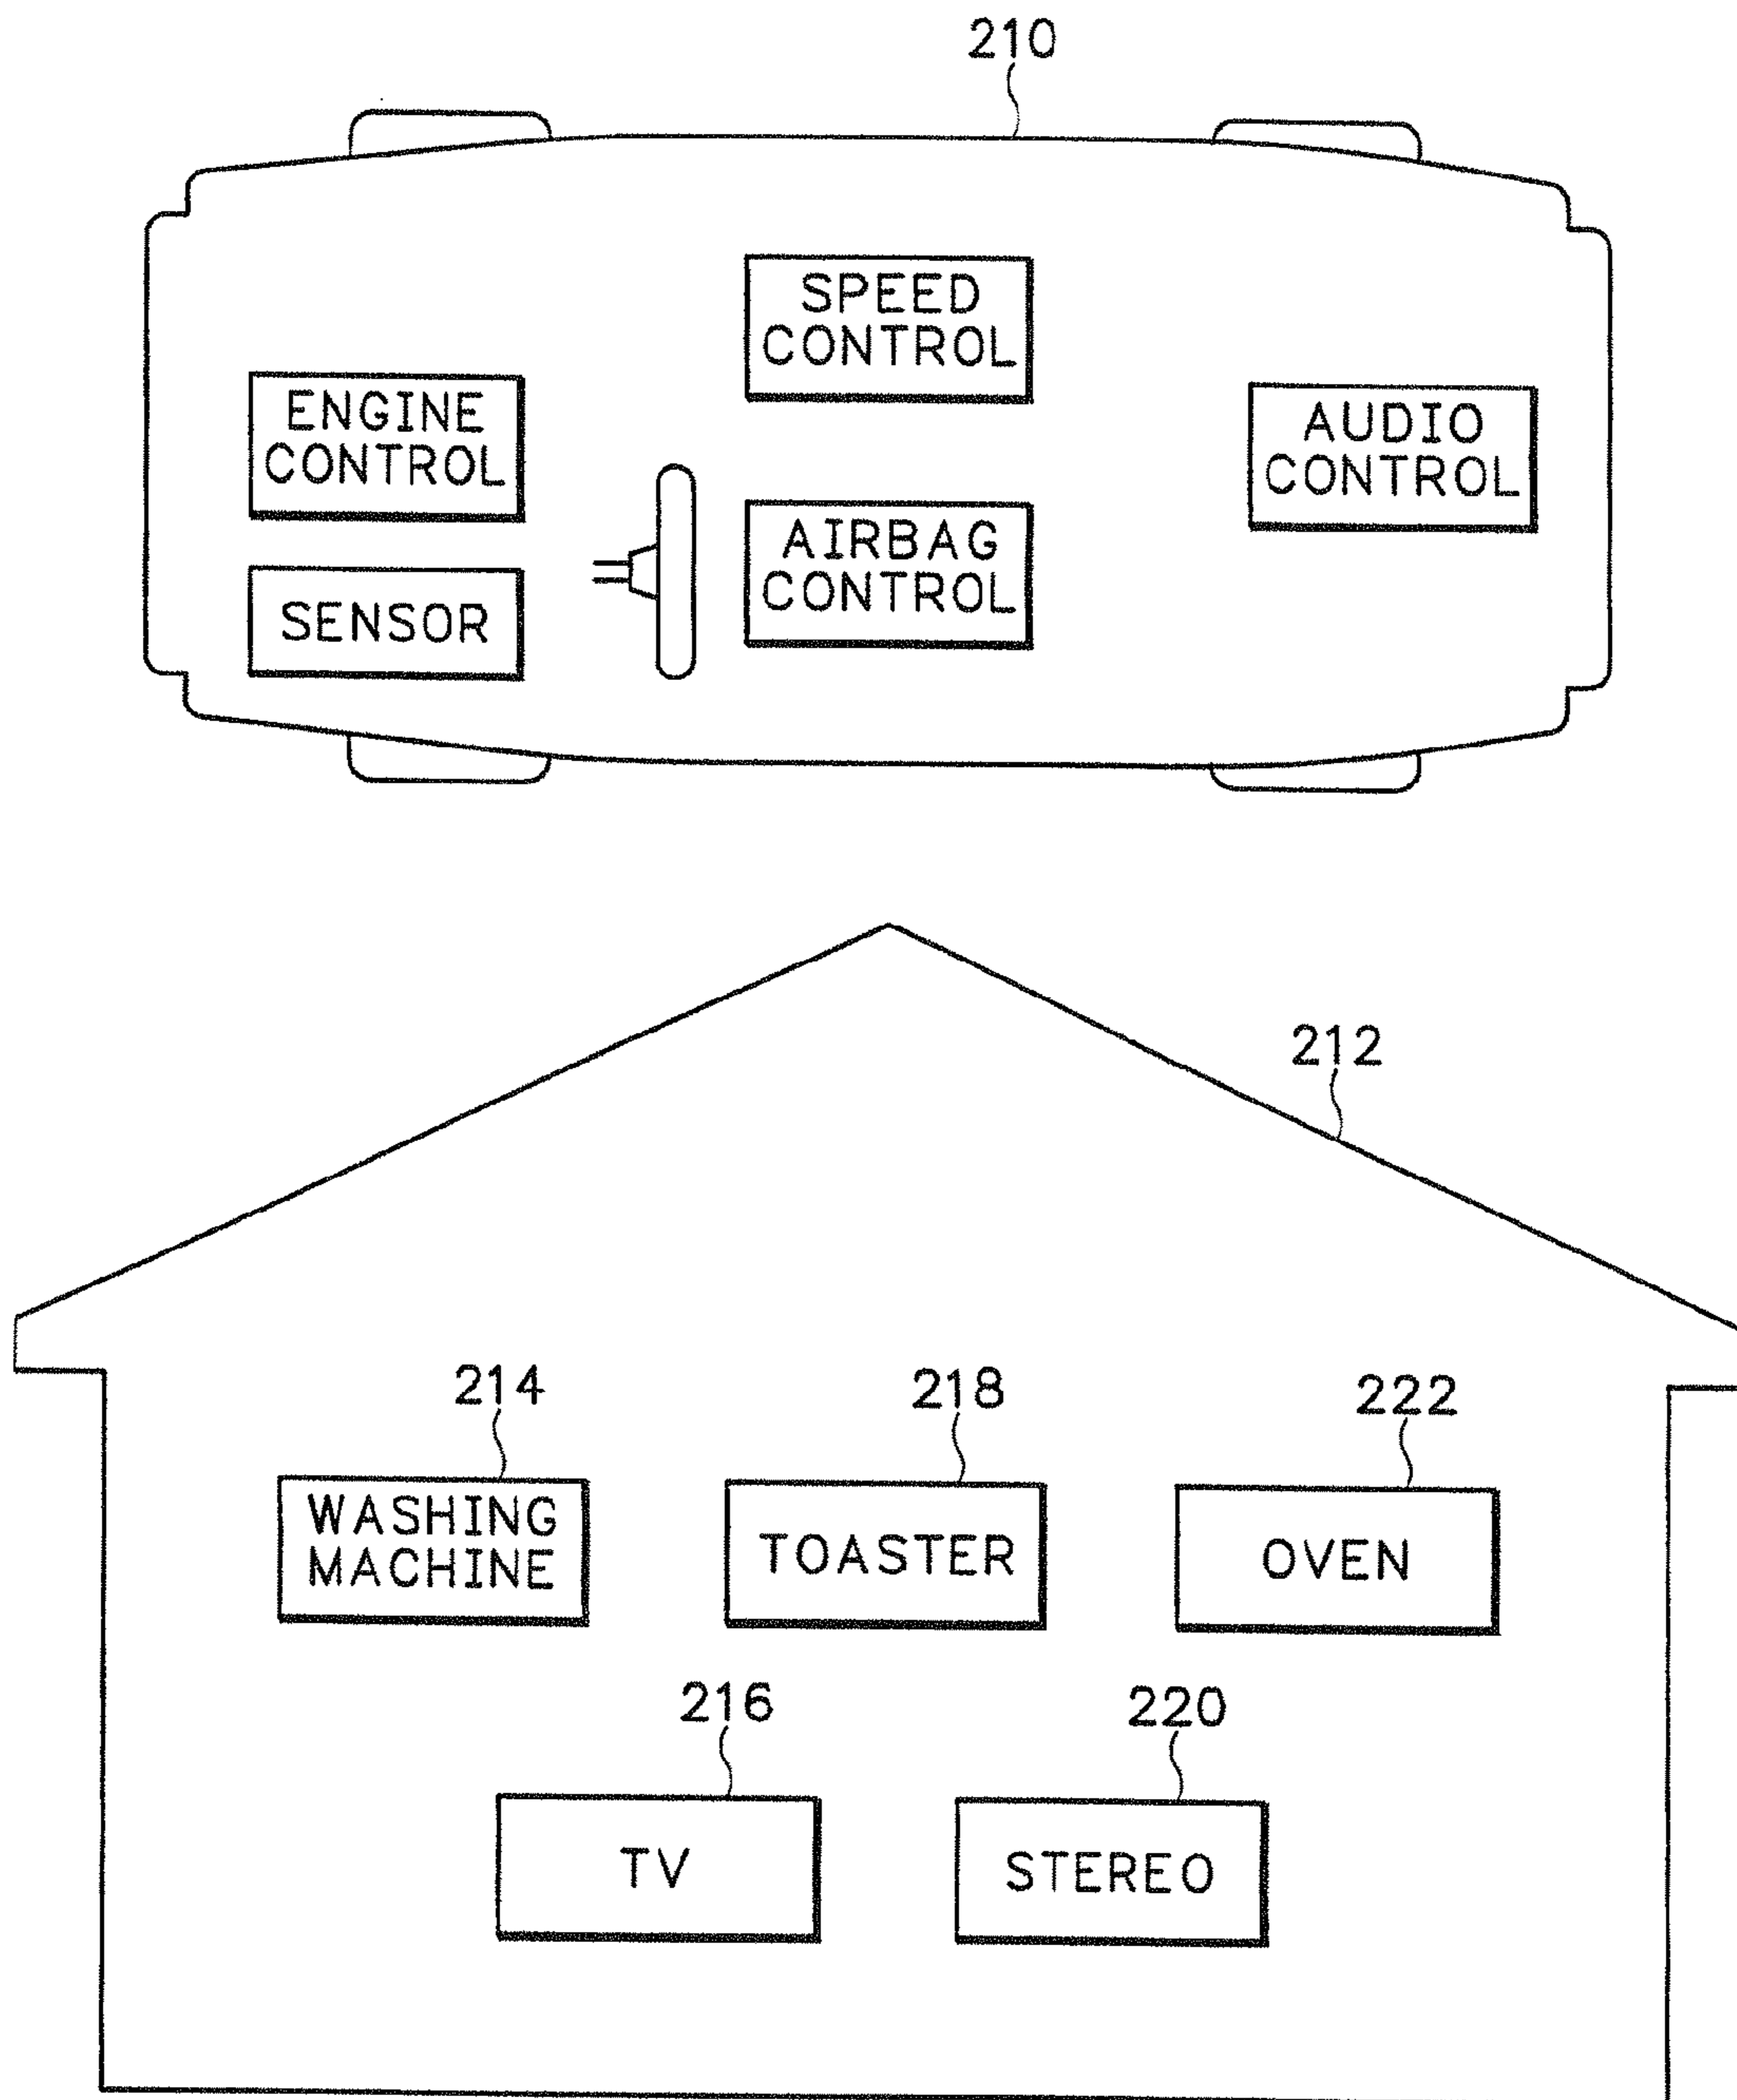 210
SPEED
CONTROL
ENGINE
CONTROL
AUDIO
CONTROL
AIRBAG
CONTROL
SENSOR
212
214
218
222
WASHING
MACHINE
TOASTER
OVEN
216
220
TV
STEREO